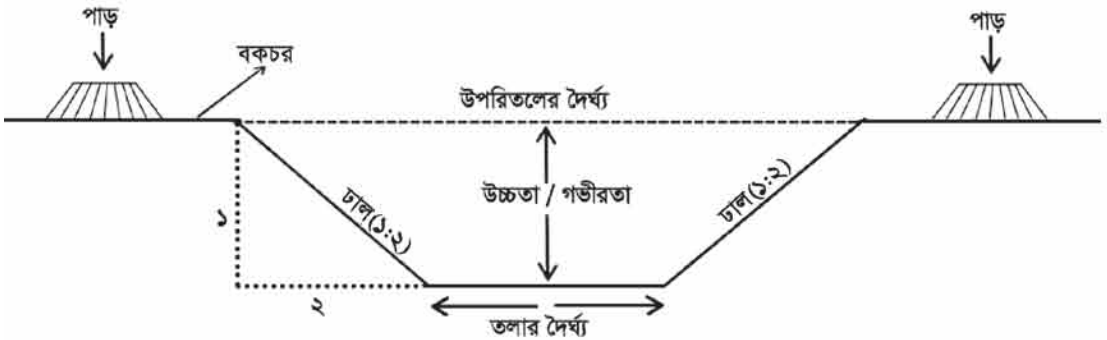 পাড়
পাড়
বকচর
উপরিতলের দৈর্ঘ্য
উচ্চতা / গভীরতা
ঢাল(১:২)
ঢাল(১:২)
১
২
তলার দৈর্ঘ্য